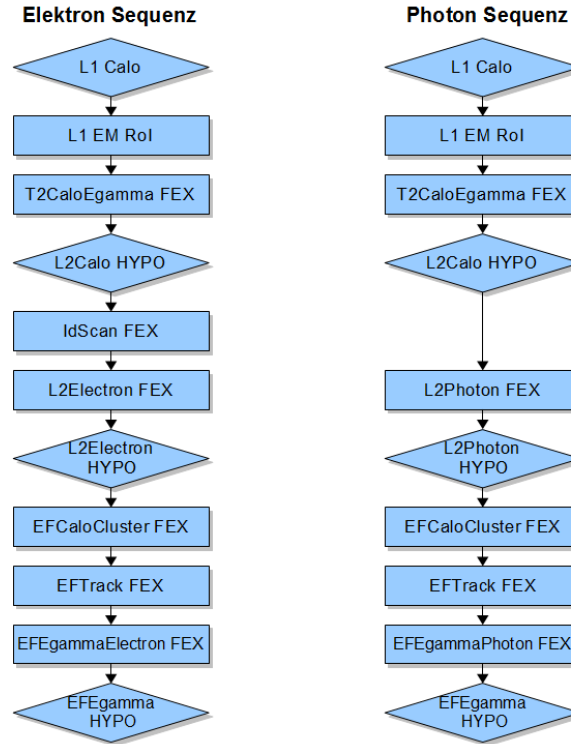 Elektron Sequenz
L1 Calo
L1 EM RoI
T2CaloEgamma FEX
L2Calo HYPO
IdScan FEX
L2Electron FEX
L2Electron
HYPO
EFCaloCluster FEX
EFTrack FEX
EFEgammaElectron FEX
EFEgamma
HYPO
Photon Sequenz
L1 Calo
L1 EM RoI
T2CaloEgamma FEX
L2Calo HYPO
L2Photon FEX
L2Photon
HYPO
EFCaloCluster FEX
EFTrack FEX
EFEgammaPhoton FEX
EFEgamma
HYPO